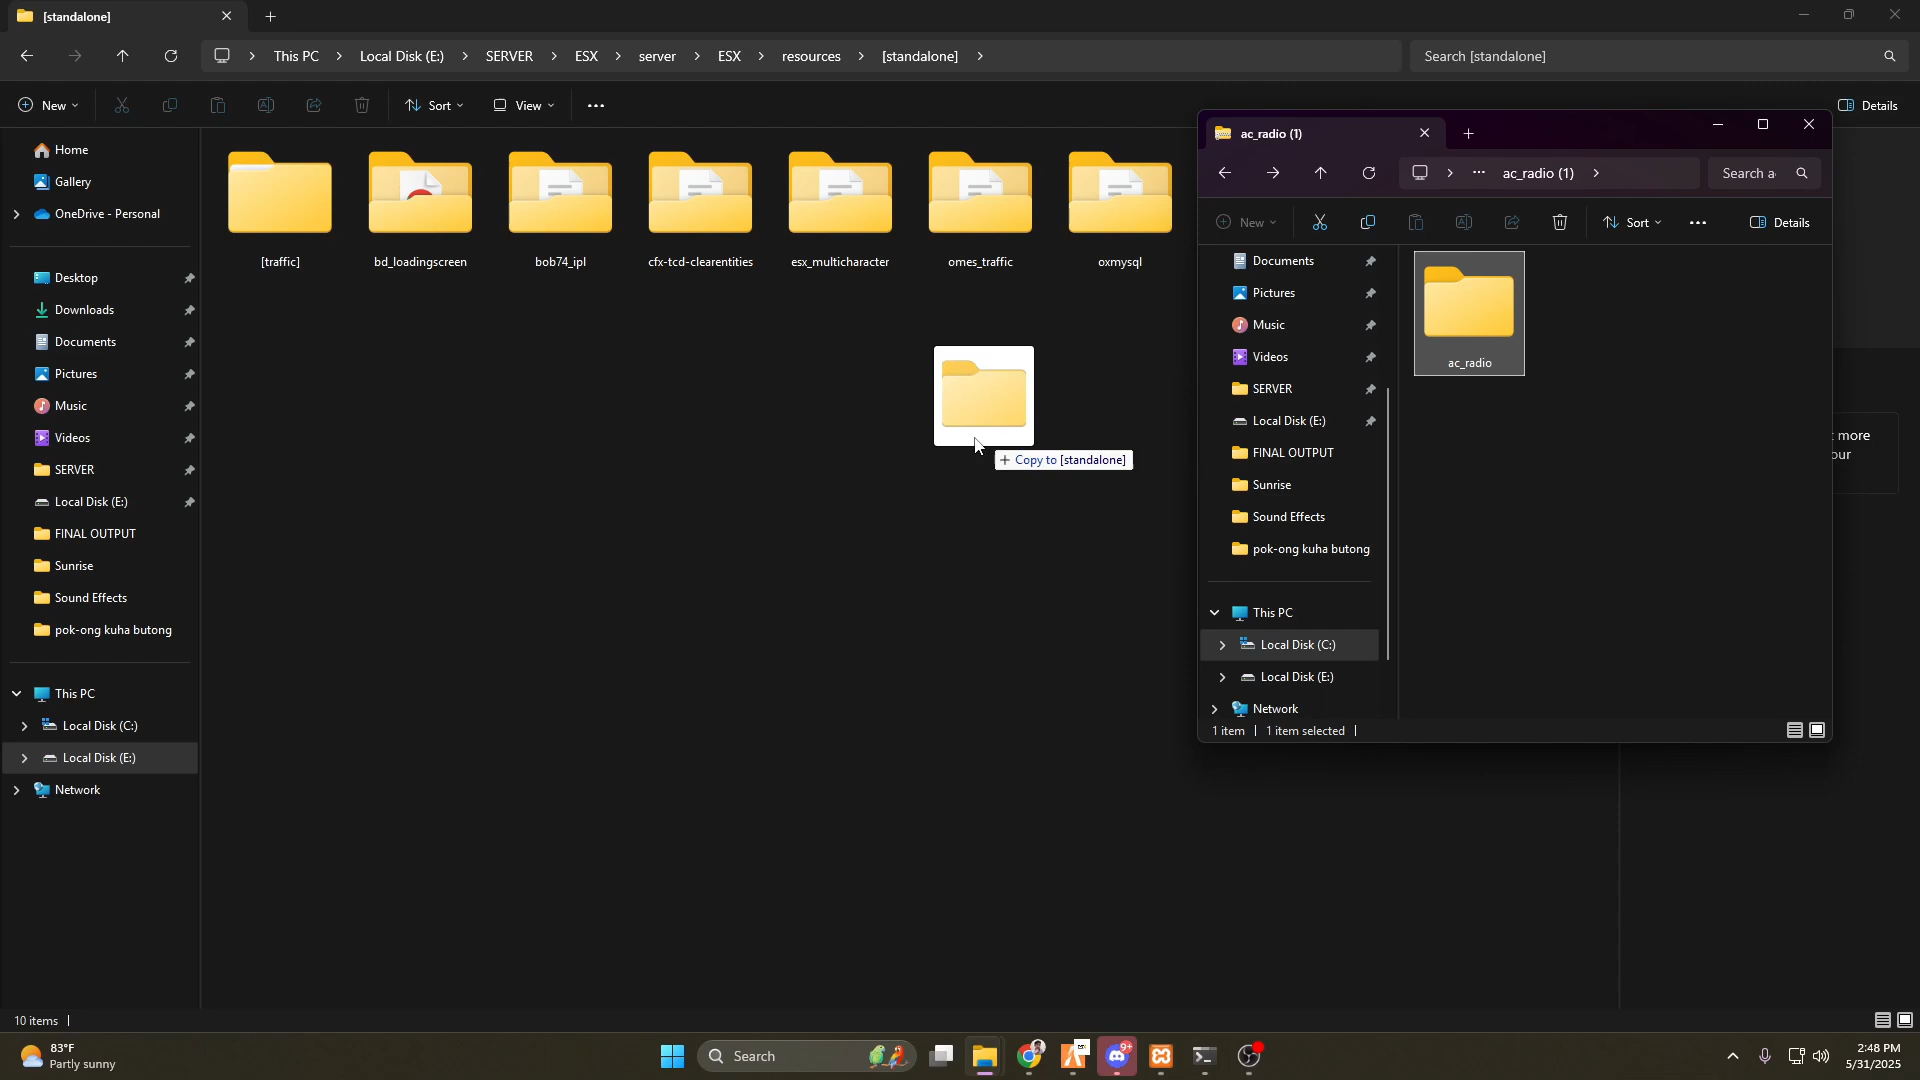 [standalone]
This PC
Local Disk (E:)
SERVER
ESX
server
ESX
resources
[standalone]
Search [standalone]
New
Sort
View
Details
Home
Gallery
OneDrive - Personal
Desktop
Downloads
Documents
Pictures
Music
Videos
SERVER
Local Disk (E:)
FINAL OUTPUT
Sunrise
Sound Effects
pok-ong kuha butong
This PC
Local Disk (C:)
Local Disk (E:)
Network
[traffic]
bd_loadingscreen
bob74_ipl
cfx-tcd-clearentities
esx_multicharacter
omes_traffic
oxmysql
+ Copy to [standalone]
ac_radio (1)
ac_radio (1)
Search a
New
Sort
Details
Documents
Pictures
Music
Videos
SERVER
Local Disk (E:)
FINAL OUTPUT
Sunrise
Sound Effects
pok-ong kuha butong
This PC
Local Disk (C:)
Local Disk (E:)
Network
ac_radio
1 item
1 item selected
more
our
10 items
83°F
Partly sunny
Search
9+
2:48 PM
5/31/2025